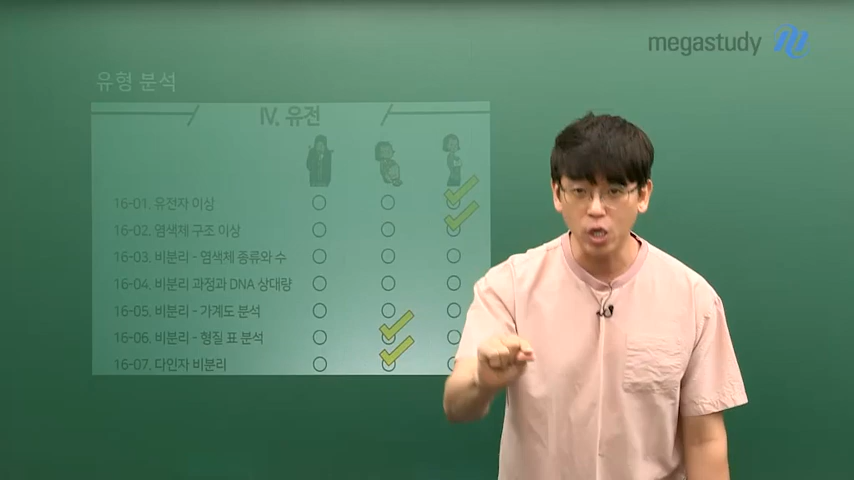 megastudy
유형 분석
Ⅳ. 유전
16-01. 유전자 이상
16-02. 염색체 구조 이상
16-03. 비분리 - 염색체 종류와 수
16-04. 비분리 과정과 DNA 상대량
16-05. 비분리 - 가계도 분석
16-06. 비분리 - 형질 표 분석
16-07. 다인자 비분리